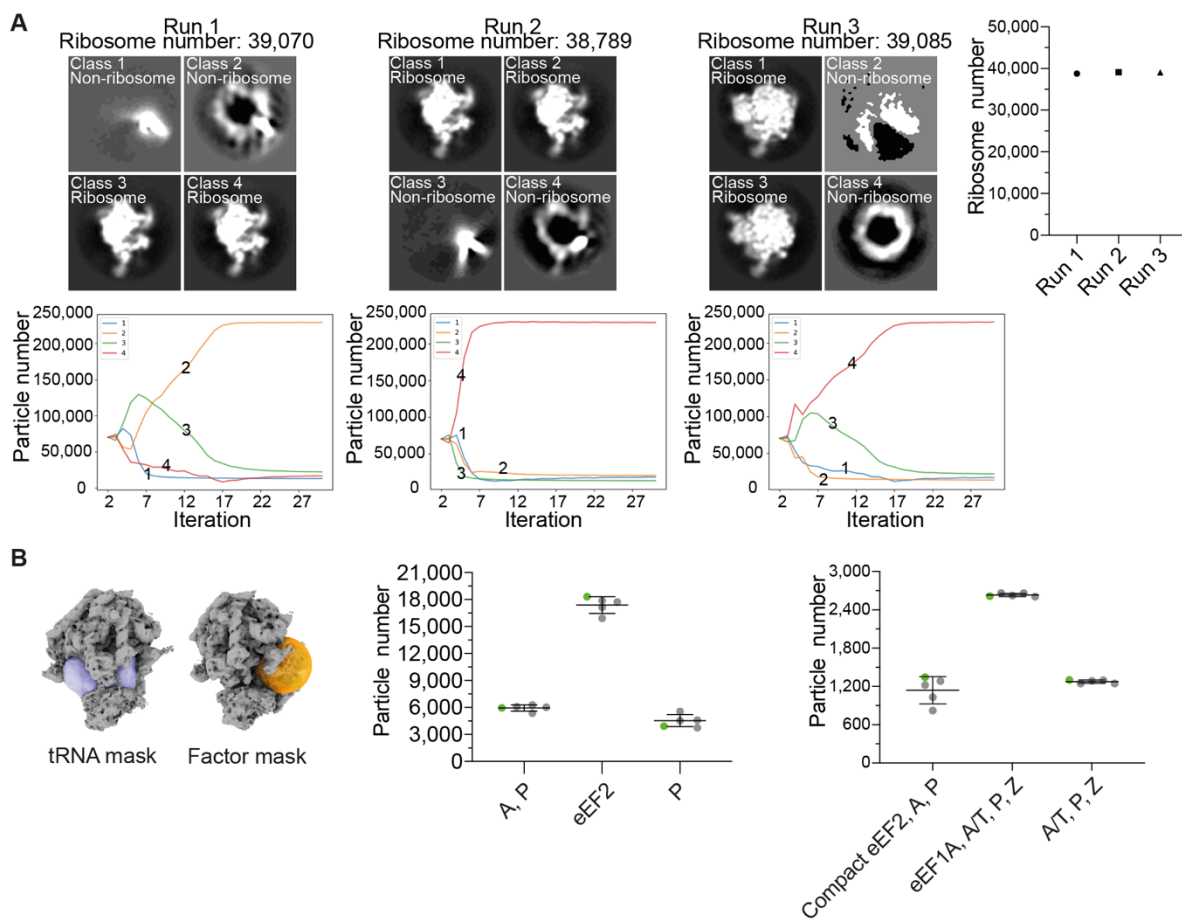 A
Run 1
Ribosome number: 39,070
Class 1
Non-ribosome
Class 2
Non-ribosome
Class 3
Ribosome
Class 4
Ribosome
Run 2
Ribosome number: 38,789
Class 1
Ribosome
Class 2
Ribosome
Class 3
Non-ribosome
Class 4
Non-ribosome
Run 3
Ribosome number: 39,085
Class 1
Ribosome
Class 2
Non-ribosome
Class 3
Ribosome
Class 4
Non-ribosome
Ribosome number
50,000
40,000
30,000
20,000
10,000
0
Run 1
Run 2
Run 3
Particle number
250,000
200,000
150,000
100,000
50,000
0
1
2
3
4
2
3
1
4
2
7
12
17
22
27
Iteration
Particle number
250,000
200,000
150,000
100,000
50,000
0
1
2
3
4
4
1
3
2
2
7
12
17
22
27
Iteration
Particle number
250,000
200,000
150,000
100,000
50,000
0
1
2
3
4
4
3
1
2
2
7
12
17
22
27
Iteration
B
tRNA mask
Factor mask
Particle number
21,000
18,000
15,000
12,000
9,000
6,000
3,000
0
A, P
eEF2
P
Particle number
3,000
2,400
1,800
1,200
600
0
Compact eEF2, A, P
eEF1A, A/T, P, Z
A/T, P, Z